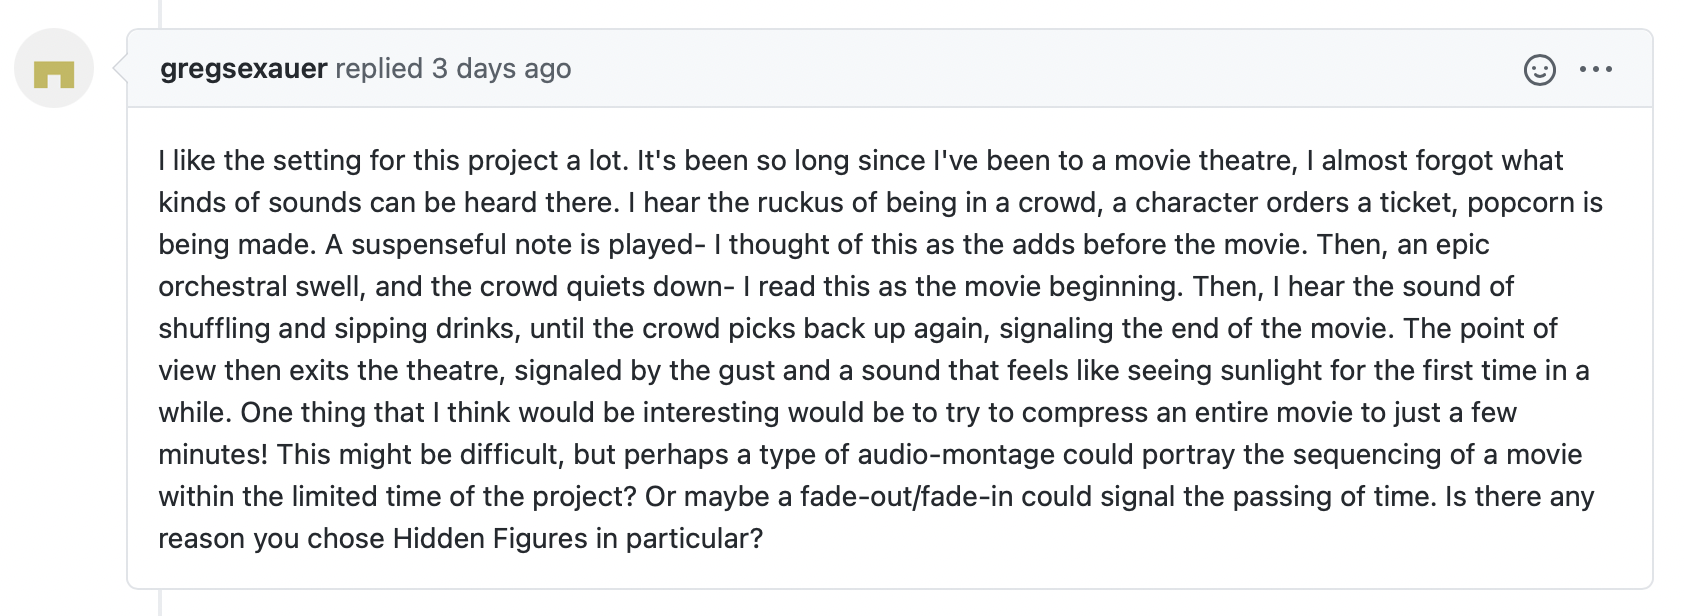 gregsexauer replied 3 days ago
I like the setting for this project a lot. It's been so long since I've been to a movie theatre, I almost forgot what
kinds of sounds can be heard there. I hear the ruckus of being in a crowd, a character orders a ticket, popcorn is
being made. A suspenseful note is played- I thought of this as the adds before the movie. Then, an epic
orchestral swell, and the crowd quiets down- I read this as the movie beginning. Then, I hear the sound of
shuffling and sipping drinks, until the crowd picks back up again, signaling the end of the movie. The point of
view then exits the theatre, signaled by the gust and a sound that feels like seeing sunlight for the first time in a
while. One thing that I think would be interesting would be to try to compress an entire movie to just a few
minutes! This might be difficult, but perhaps a type of audio-montage could portray the sequencing of a movie
within the limited time of the project? Or maybe a fade-out/fade-in could signal the passing of time. Is there any
reason you chose Hidden Figures in particular?